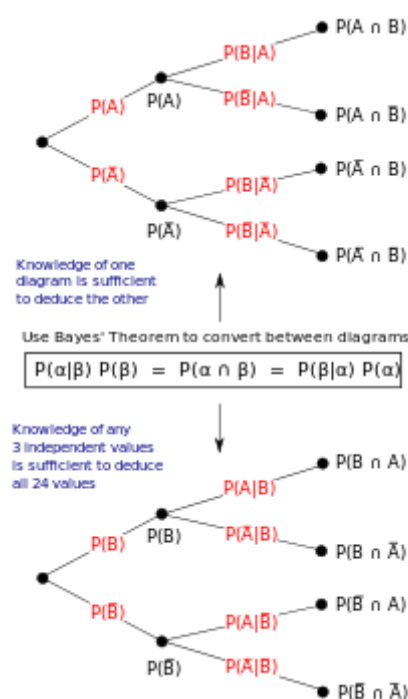 P(A ∩ B)
P(B|A)
P(A)
P(A)
P(B̄|A)
P(A ∩ B̄)
P(Ā)
P(B|Ā)
P(Ā ∩ B)
P(Ā)
P(B̄|Ā)
P(Ā ∩ B̄)
Knowledge of one
diagram is sufficient
to deduce the other
Use Bayes' Theorem to convert between diagrams
P(α|β) P(β) = P(α ∩ β) = P(β|α) P(α)
Knowledge of any
3 independent values
is sufficient to deduce
all 24 values
P(B ∩ A)
P(A|B)
P(B)
P(B)
P(Ā|B)
P(B ∩ Ā)
P(B̄)
P(A|B̄)
P(B̄ ∩ A)
P(B̄)
P(Ā|B̄)
P(B̄ ∩ Ā)